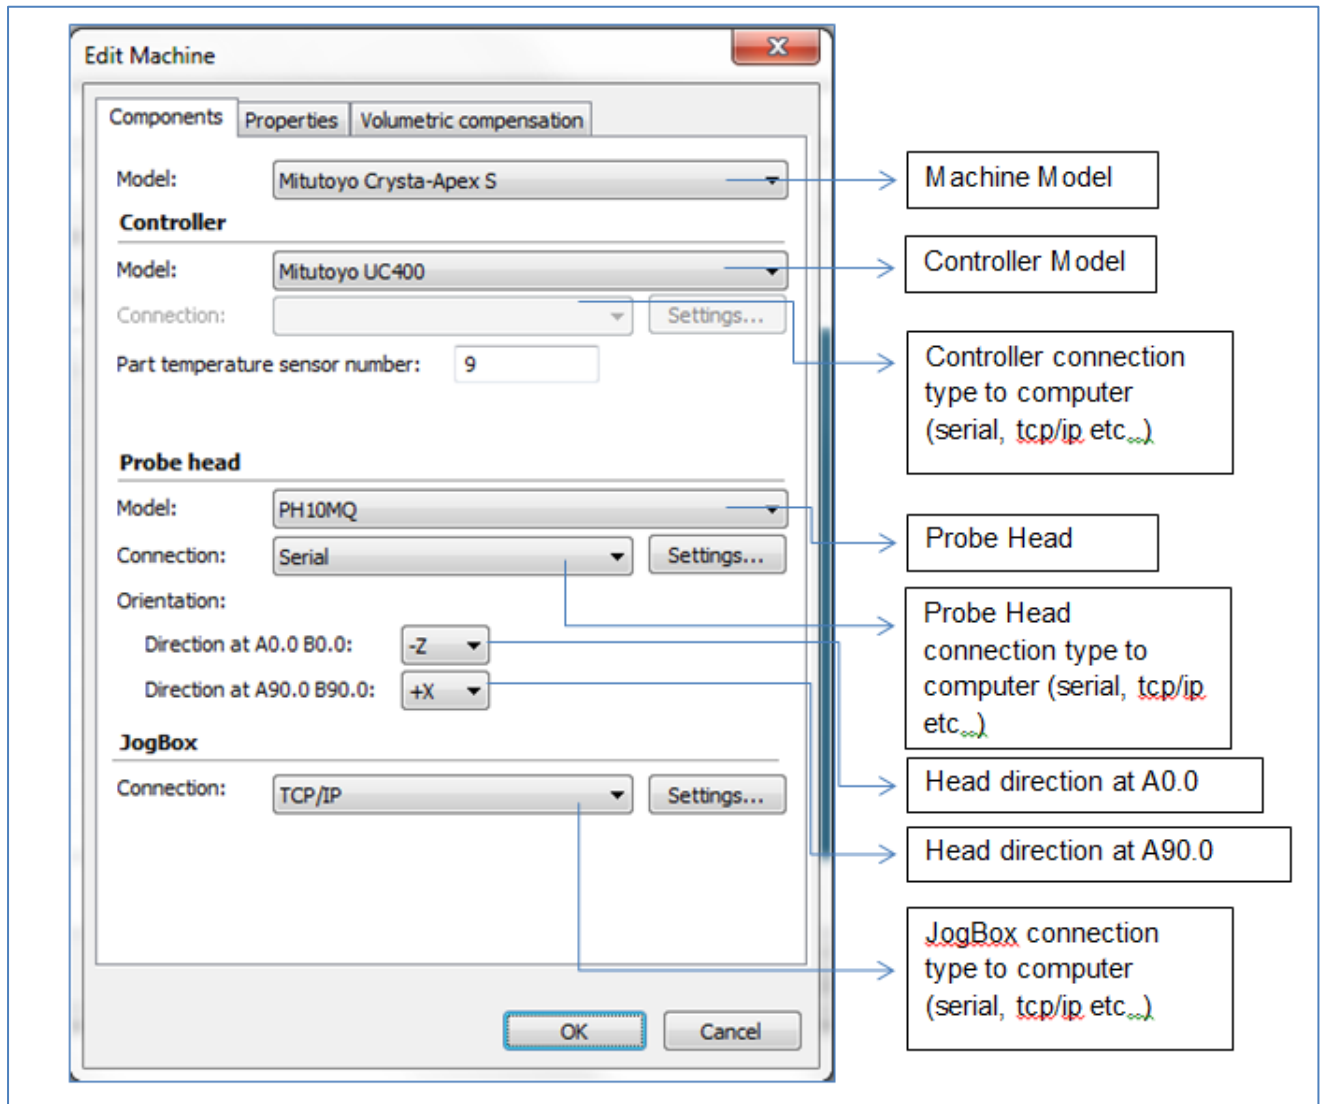 Edit Machine
Components Properties Volumetric compensation
Model: Mitutoyo Crysta-Apex S
Machine Model
Controller
Model: Mitutoyo UC400
Controller Model
Connection: Settings...
Part temperature sensor number: 9
Controller connection
type to computer
(serial, tcp/ip etc..)
Probe head
Model: PH10MQ
Probe Head
Connection: Serial Settings...
Orientation:
Direction at A0.0 B0.0: -Z
Direction at A90.0 B90.0: +X
Probe Head
connection type to
computer (serial, tcp/ip
etc..)
JogBox
Connection: TCP/IP Settings...
Head direction at A0.0
Head direction at A90.0
JogBox connection
type to computer
(serial, tcp/ip etc..)
OK Cancel